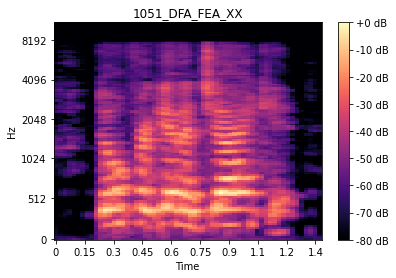 1051_DFA_FEA_XX
Hz
8192
4096
2048
1024
512
0
0 0.15 0.3 0.45 0.6 0.75 0.9 1.1 1.2 1.4
Time
+0 dB
-10 dB
-20 dB
-30 dB
-40 dB
-50 dB
-60 dB
-70 dB
-80 dB